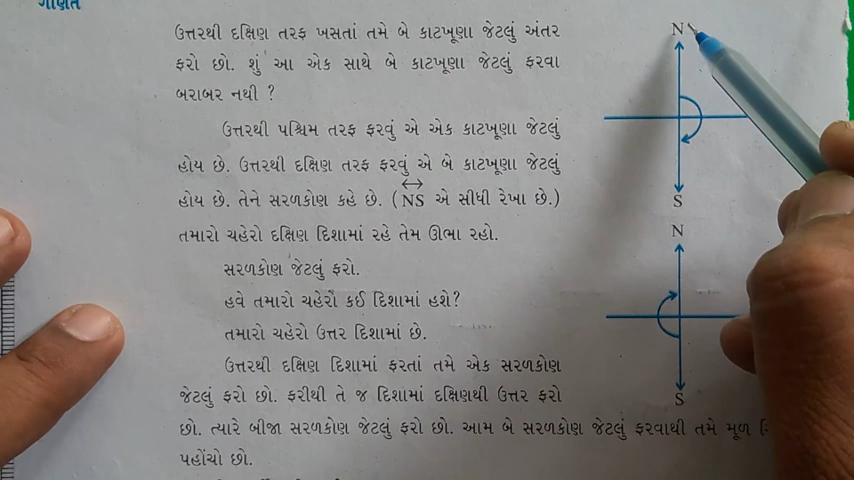 ગણિત
ઉત્તરથી દક્ષિણ તરફ ખસતાં તમે બે કાટખૂણા જેટલું અંતર
ફરો છો. શું આ એક સાથે બે કાટખૂણા જેટલું ફરવા
બરાબર નથી ?
ઉત્તરથી પશ્ચિમ તરફ ફરવું એ એક કાટખૂણા જેટલું
હોય છે. ઉત્તરથી દક્ષિણ તરફ ફરવું એ બે કાટખૂણા જેટલું
હોય છે. તેને સરળકોણ કહે છે. (NS એ સીધી રેખા છે.)
તમારો ચહેરો દક્ષિણ દિશામાં રહે તેમ ઊભા રહો.
સરળકોણ જેટલું ફરો.
હવે તમારો ચહેરો કઈ દિશામાં હશે?
તમારો ચહેરો ઉત્તર દિશામાં છે.
ઉત્તરથી દક્ષિણ દિશામાં ફરતાં તમે એક સરળકોણ
જેટલું ફરો છો. ફરીથી તે જ દિશામાં દક્ષિણથી ઉત્તર ફરો
છો. ત્યારે બીજા સરળકોણ જેટલું ફરો છો. આમ બે સરળકોણ જેટલું ફરવાથી તમે મૂળ
પહોંચો છો.
N
S
N
S